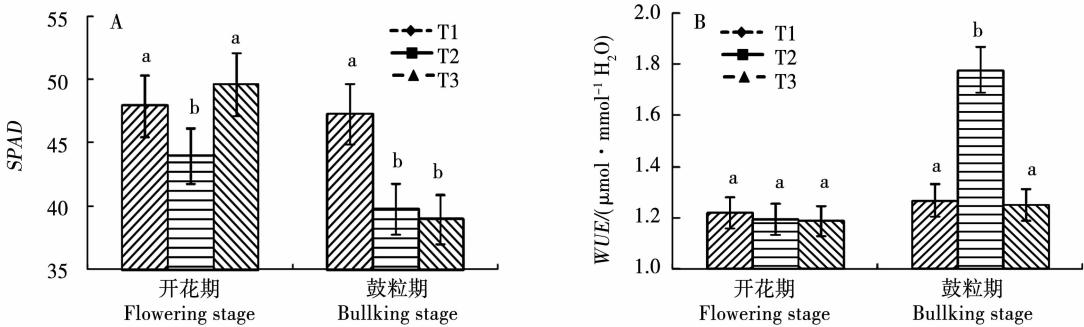 A
T1
T2
T3
SPAD
55
50
45
40
35
a
b
a
a
b
b
开花期
Flowering stage
鼓粒期
Bullking stage
B
T1
T2
T3
WUE/(μmol·mmol⁻¹ H₂O)
2.0
1.8
1.6
1.4
1.2
1.0
a
a
a
a
b
a
开花期
Flowering stage
鼓粒期
Bullking stage